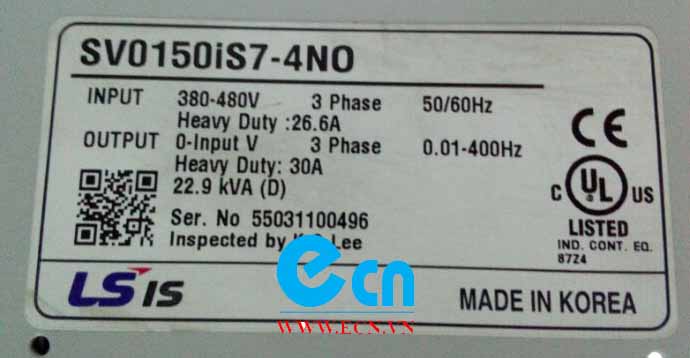 SV0150iS7-4NO
INPUT 380-480V 3 Phase 50/60Hz
Heavy Duty :26.6A
OUTPUT 0-Input V 3 Phase 0.01-400Hz
Heavy Duty: 30A
22.9 kVA (D)
Ser. No 55031100496
Inspected by Lee
CE
C UL US
LISTED
IND. CONT. EQ.
87Z4
LS IS
ecn
WWW.ECN.VN
MADE IN KOREA